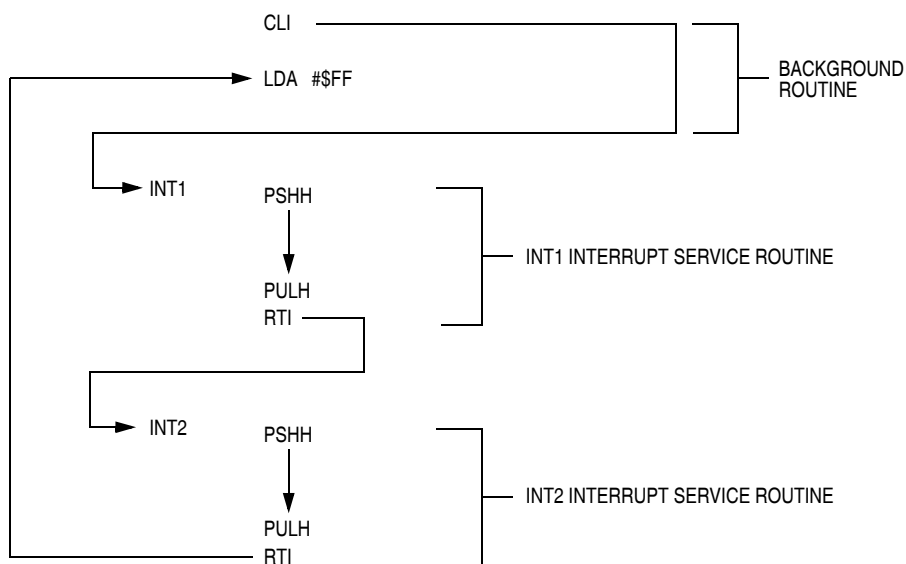 CLI
LDA #$FF
BACKGROUND
ROUTINE
INT1
PSHH
INT1 INTERRUPT SERVICE ROUTINE
PULH
RTI
INT2
PSHH
INT2 INTERRUPT SERVICE ROUTINE
PULH
RTI